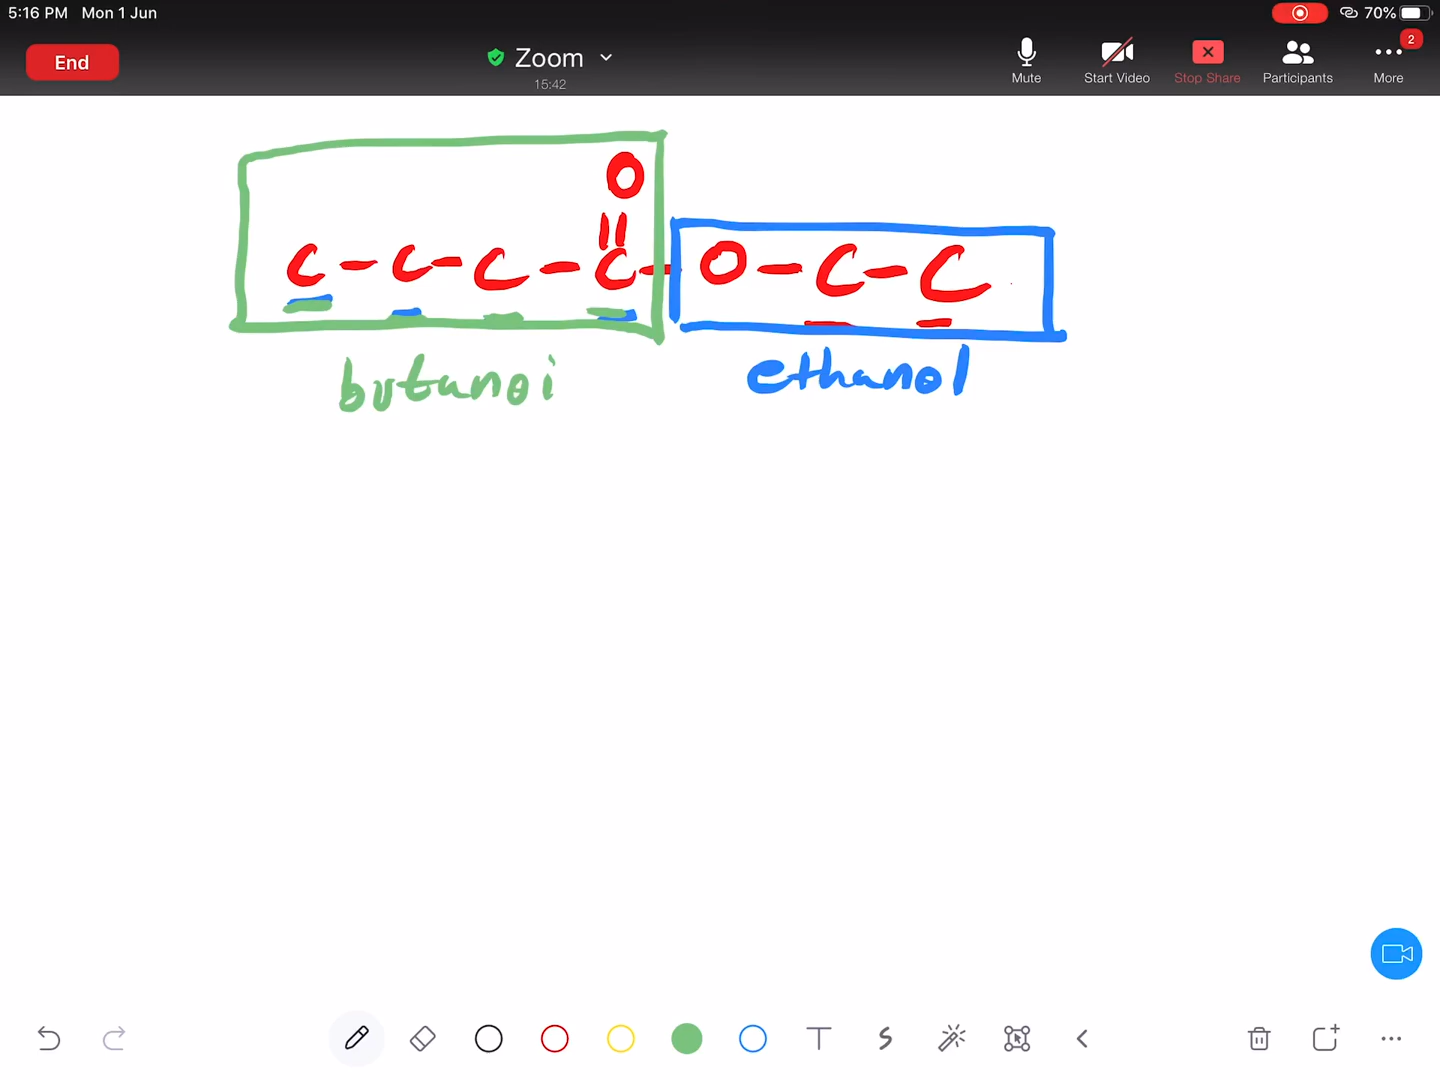 5:16 PM Mon 1 Jun
70%
End
Zoom
15:42
Mute
Start Video
Stop Share
Participants
More
2
O
C - C - C - C - O - C - C
butanoi
ethanol
T
S